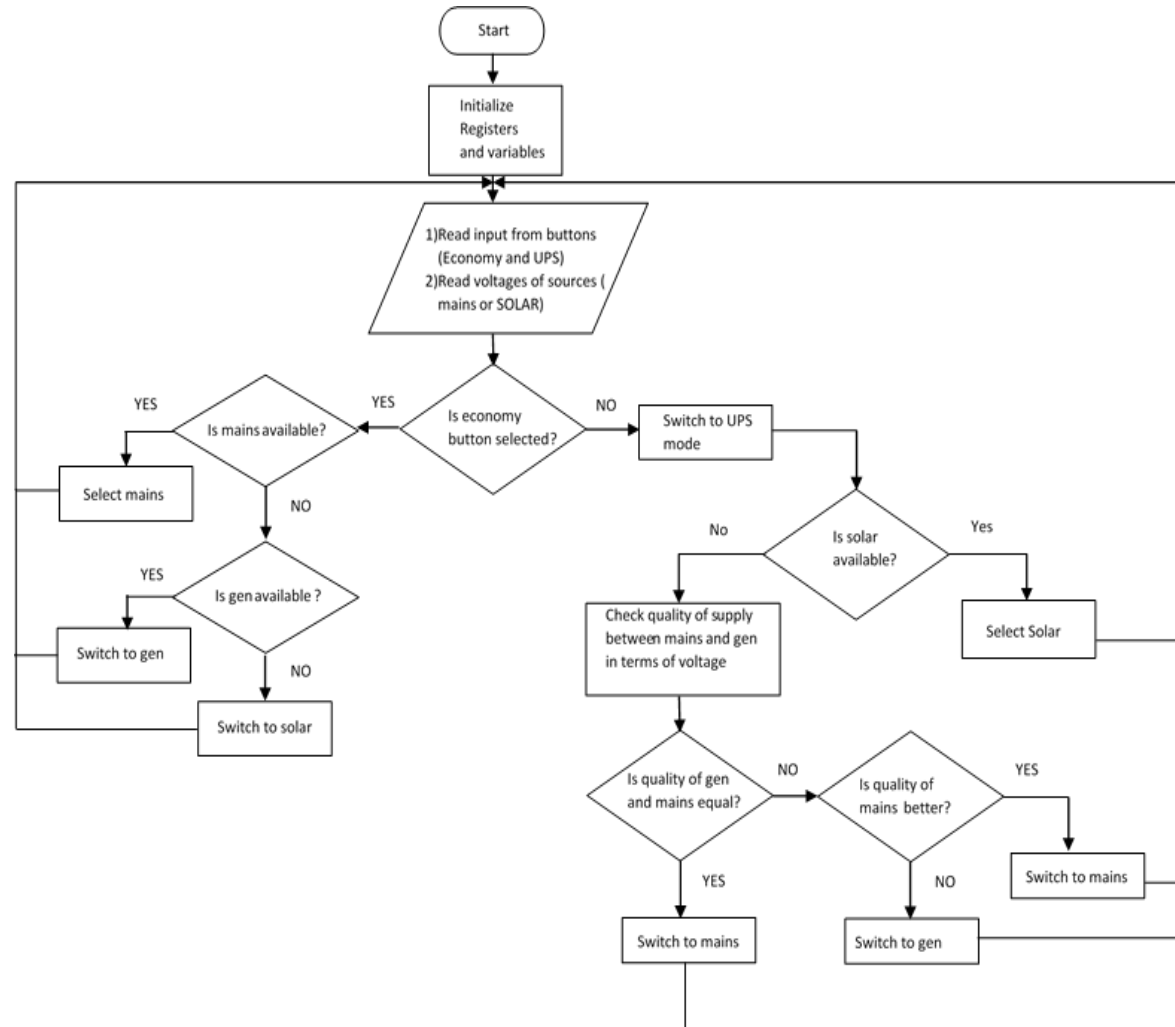 Start
Initialize
Registers
and variables
1)Read input from buttons
(Economy and UPS)
2)Read voltages of sources (
mains or SOLAR)
Is economy
button selected?
YES
NO
Is mains available?
YES
Select mains
NO
Is gen available ?
YES
Switch to gen
NO
Switch to solar
Switch to UPS
mode
Is solar
available?
No
Yes
Select Solar
Check quality of supply
between mains and gen
in terms of voltage
Is quality of gen
and mains equal?
NO
YES
Switch to mains
Is quality of
mains better?
YES
Switch to mains
NO
Switch to gen